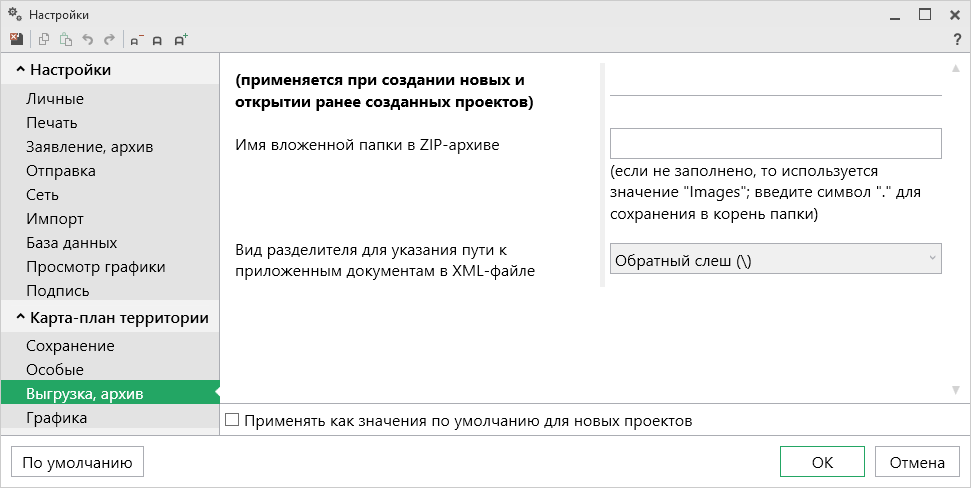 Настройки
?
Настройки
Личные
Печать
Заявление, архив
Отправка
Сеть
Импорт
База данных
Просмотр графики
Подпись
Карта-план территории
Сохранение
Особые
Выгрузка, архив
Графика
(применяется при создании новых и
открытии ранее созданных проектов)
Имя вложенной папки в ZIP-архиве
(если не заполнено, то используется
значение "Images"; введите символ "." для
сохранения в корень папки)
Вид разделителя для указания пути к
приложенным документам в XML-файле
Обратный слеш (\)
Применять как значения по умолчанию для новых проектов
По умолчанию
ОК
Отмена